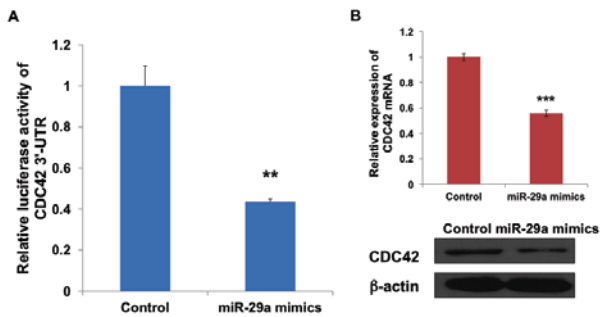 A
Relative luciferase activity of
CDC42 3'-UTR
1.2
1
0.8
0.6
0.4
0.2
0
**
Control
miR-29a mimics
B
Relative expression of
CDC42 mRNA
1.2
1
0.8
0.6
0.4
0.2
0
***
Control
miR-29a mimics
Control miR-29a mimics
CDC42
β-actin